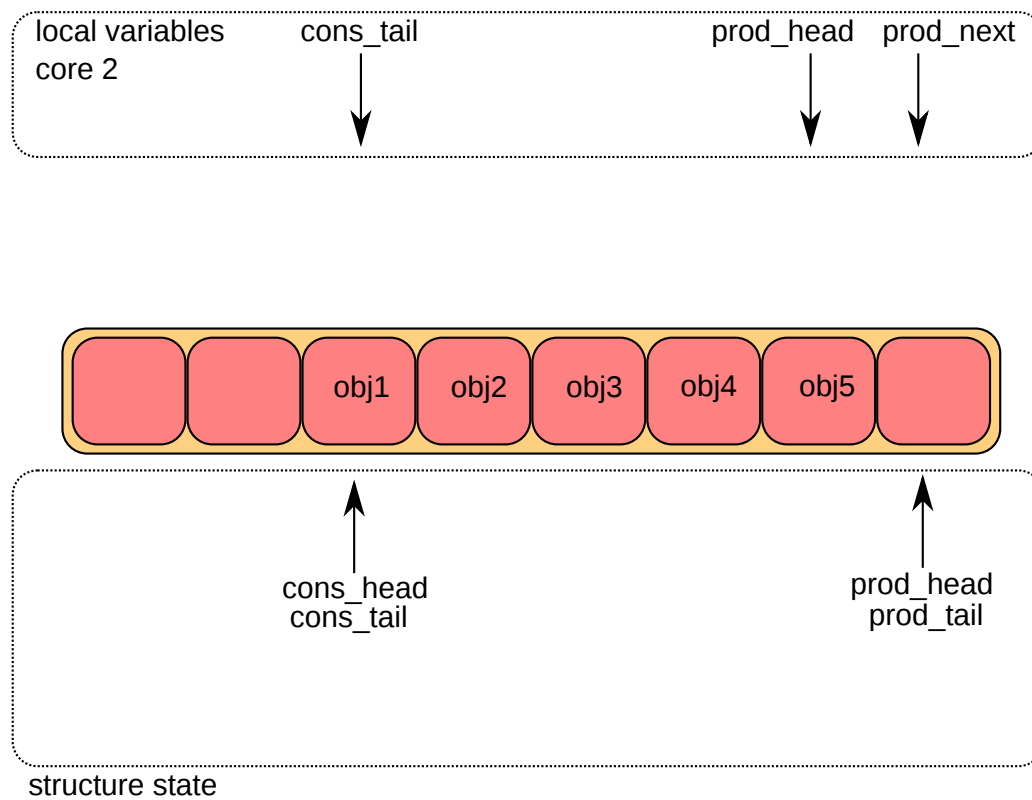 local variables
core 2
cons_tail
prod_head
prod_next
obj1
obj2
obj3
obj4
obj5
cons_head
cons_tail
prod_head
prod_tail
structure state